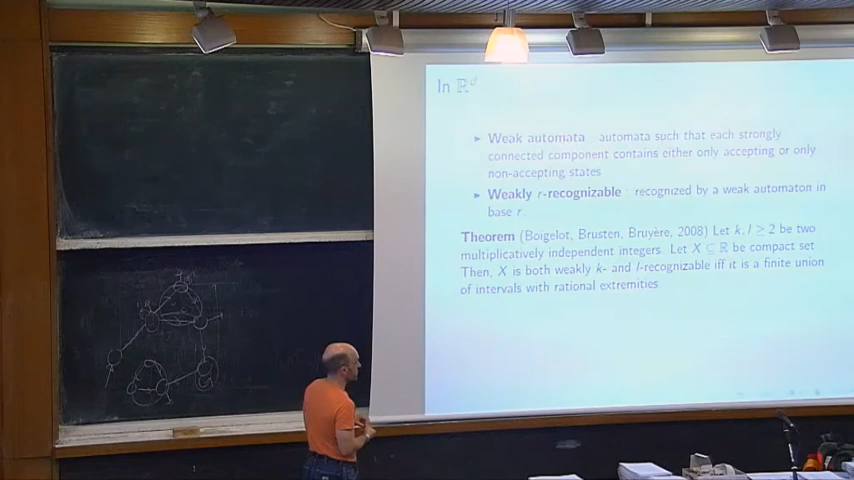 In ℝᵈ
▸ Weak automata : automata such that each strongly
connected component contains either only accepting or only
non-accepting states
▸ Weakly r-recognizable : recognized by a weak automaton in
base r.
Theorem (Boigelot, Brusten, Bruyère, 2008) Let k, l ≥ 2 be two
multiplicatively independent integers. Let X ⊆ ℝ be compact set
Then, X is both weakly k- and l-recognizable iff it is a finite union
of intervals with rational extremities